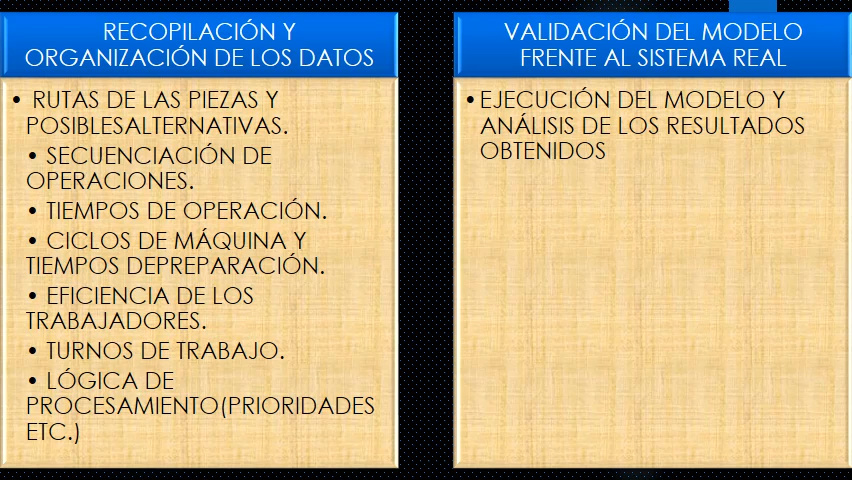 RECOPILACIÓN Y
ORGANIZACIÓN DE LOS DATOS
• RUTAS DE LAS PIEZAS Y
POSIBLESALTERNATIVAS.
• SECUENCIACIÓN DE
OPERACIONES.
• TIEMPOS DE OPERACIÓN.
• CICLOS DE MÁQUINA Y
TIEMPOS DEPREPARACIÓN.
• EFICIENCIA DE LOS
TRABAJADORES.
• TURNOS DE TRABAJO.
• LÓGICA DE
PROCESAMIENTO(PRIORIDADES
ETC.)
VALIDACIÓN DEL MODELO
FRENTE AL SISTEMA REAL
• EJECUCIÓN DEL MODELO Y
ANÁLISIS DE LOS RESULTADOS
OBTENIDOS